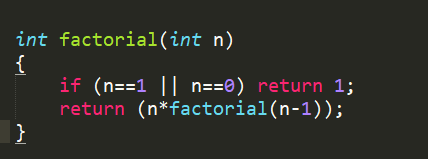 int factorial(int n)
{
    if (n==1 || n==0) return 1;
    return (n*factorial(n-1));
}